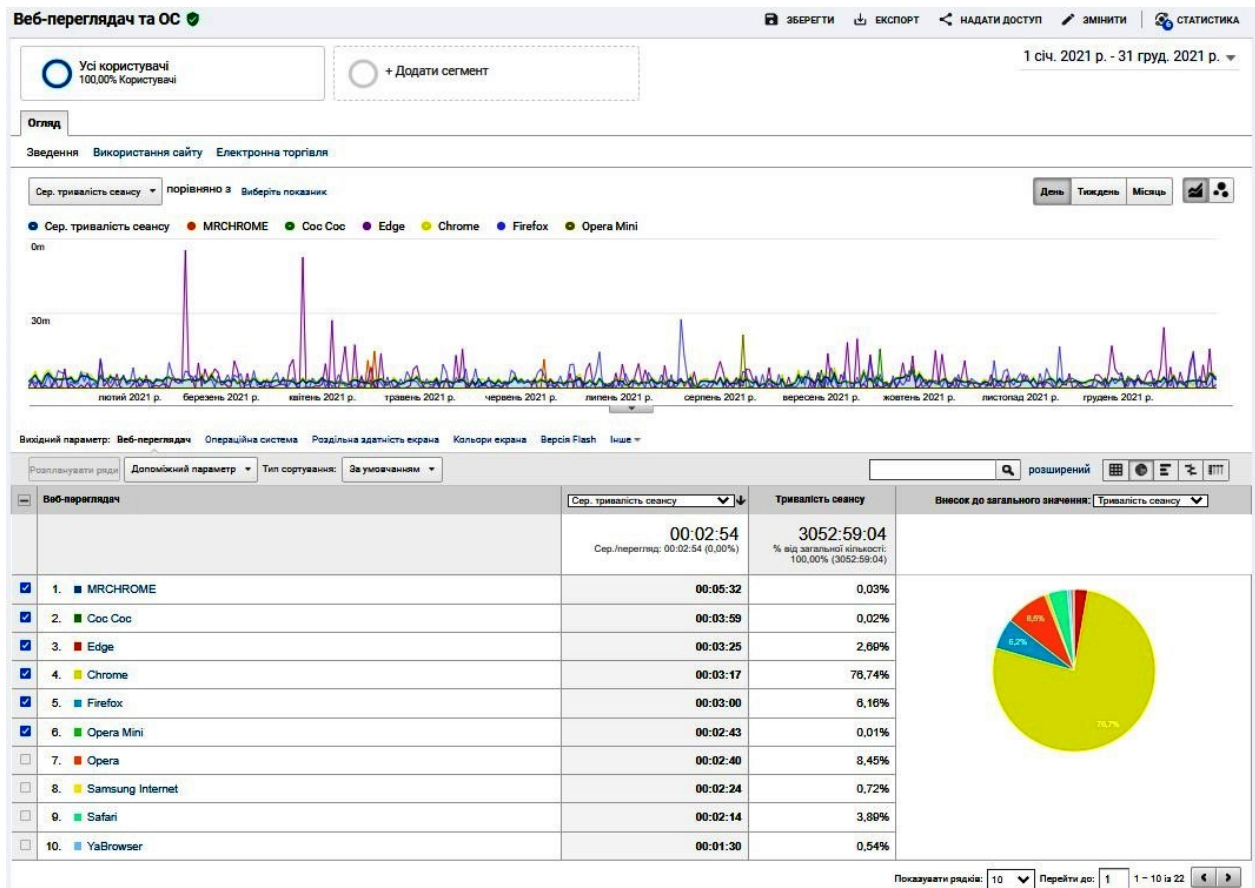 Веб-переглядач та ОС
ЗБЕРЕГТИ ЕКСПОРТ НАДАТИ ДОСТУП ЗМІНИТИ СТАТИСТИКА
Усі користувачі
100,00% Користувачі
+ Додати сегмент
1 січ. 2021 р. - 31 груд. 2021 р.
Огляд
Зведення Використання сайту Електронна торгівля
Сер. тривалість сеансу порівняно з Виберіть показник
День Тиждень Місяць
Сер. тривалість сеансу MRCHROME Coc Coc Edge Chrome Firefox Opera Mini
0m
30m
лютий 2021 р. березень 2021 р. квітень 2021 р. травень 2021 р. червень 2021 р. липень 2021 р. серпень 2021 р. вересень 2021 р. жовтень 2021 р. листопад 2021 р. грудень 2021 р.
Вихідний параметр: Веб-переглядач Операційна система Роздільна здатність екрана Кольори екрана Версія Flash Інше
Розпланувати ряди Допоміжний параметр Тип сортування: За умовчанням розширений
Веб-переглядач Сер. тривалість сеансу Тривалість сеансу Внесок до загального значення: Тривалість сеансу
00:02:54 3052:59:04
Сер./перегляд: 00:02:54 (0,00%) % від загальної кількості:
100,00% (3052:59:04)
1. MRCHROME 00:05:32 0,03%
2. Coc Coc 00:03:59 0,02%
3. Edge 00:03:25 2,69%
4. Chrome 00:03:17 76,74%
5. Firefox 00:03:00 6,16%
6. Opera Mini 00:02:43 0,01%
7. Opera 00:02:40 8,45%
8. Samsung Internet 00:02:24 0,72%
9. Safari 00:02:14 3,89%
10. YaBrowser 00:01:30 0,54%
6,2%
76,7%
Показувати рядків: 10 Перейти до: 1 1 – 10 із 22